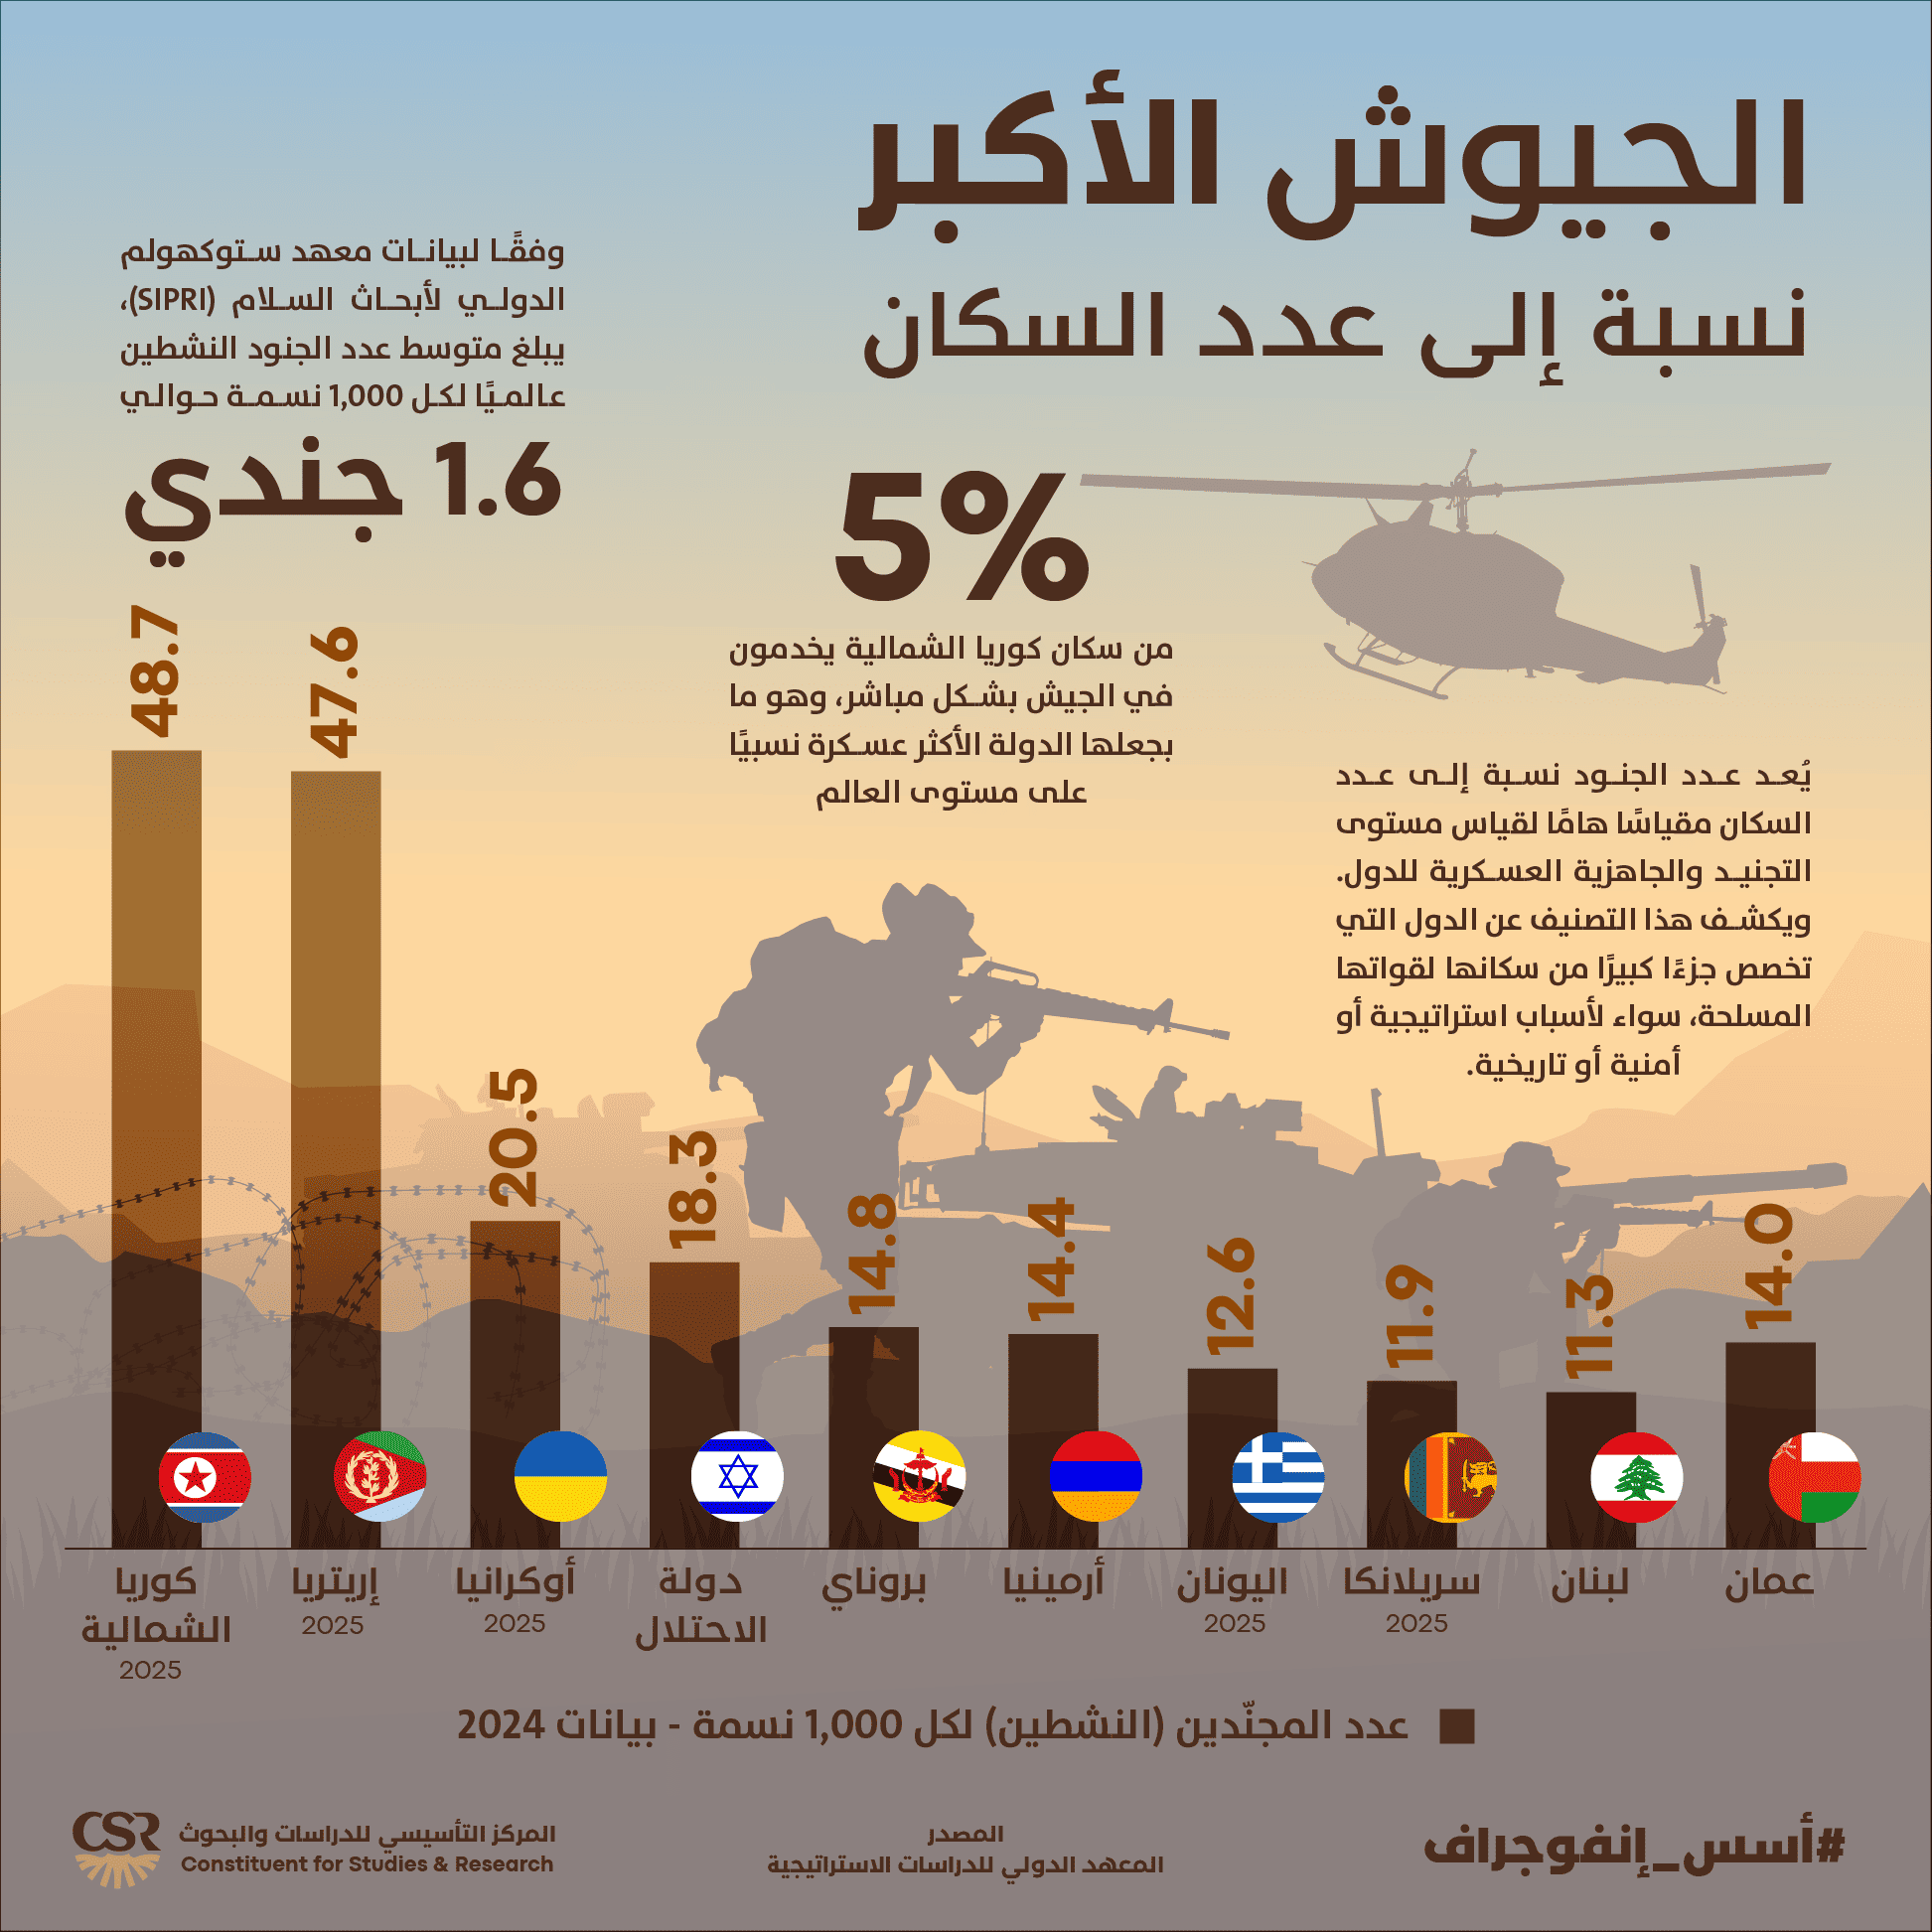 الجيوش الأكبر
نسبة إلى عدد السكان
وفقًا لبيانات معهد ستوكهولم
الدولي لأبحاث السلام (SIPRI)،
يبلغ متوسط عدد الجنود النشطين
عالميًا لكل 1,000 نسمة حوالي
1.6 جندي
5%
من سكان كوريا الشمالية يخدمون
في الجيش بشكل مباشر، وهو ما
بجعلها الدولة الأكثر عسكرة نسبيًا
على مستوى العالم
يُعد عدد الجنود نسبة إلى عدد
السكان مقياسًا هامًا لقياس مستوى
التجنيد والجاهزية العسكرية للدول.
ويكشف هذا التصنيف عن الدول التي
تخصص جزءًا كبيرًا من سكانها لقواتها
المسلحة، سواء لأسباب استراتيجية أو
أمنية أو تاريخية.
48.7
47.6
20.5
18.3
14.8
14.4
12.6
11.9
11.3
14.0
كوريا
الشمالية
2025
إريتريا
2025
أوكرانيا
2025
دولة
الاحتلال
بروناي
أرمينيا
اليونان
2025
سريلانكا
2025
لبنان
عمان
عدد المجنّدين (النشطين) لكل 1,000 نسمة - بيانات 2024
#أسس_إنفوجراف
المصدر
المعهد الدولي للدراسات الاستراتيجية
CSR
المركز التأسيسي للدراسات والبحوث
Constituent for Studies & Research